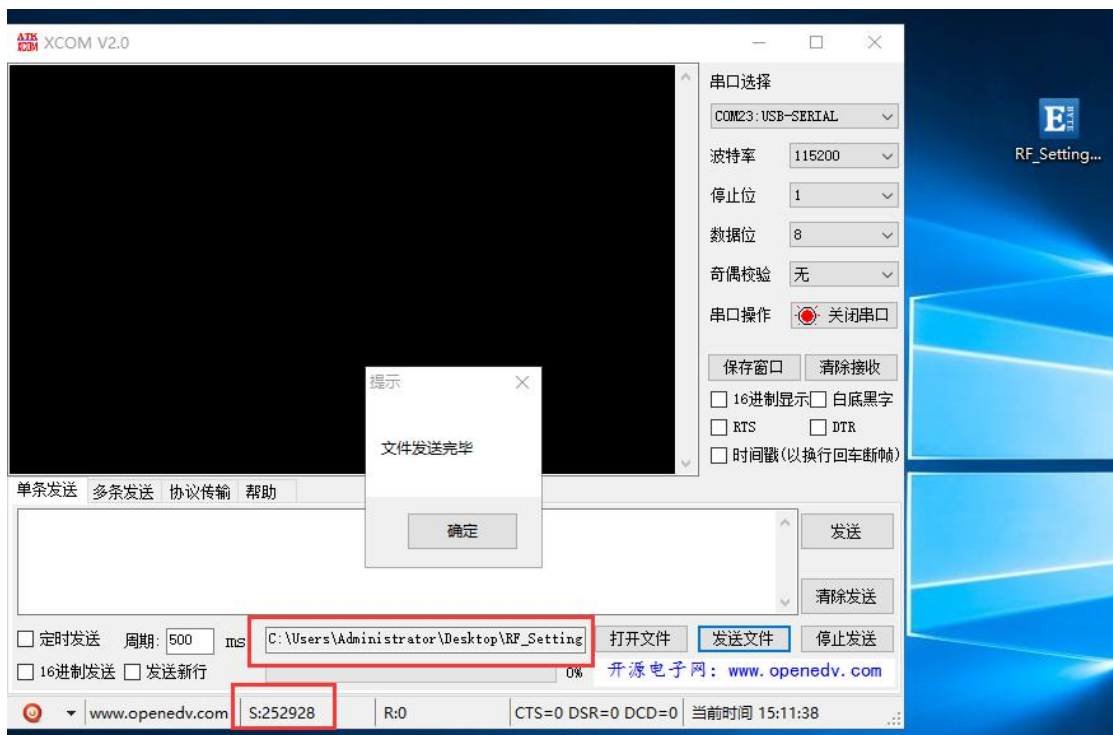 ATK XCOM
XCOM V2.0
串口选择
COM23:USB-SERIAL
波特率 115200
停止位 1
数据位 8
奇偶校验 无
串口操作 关闭串口
保存窗口 清除接收
16进制显示 白底黑字
RTS DTR
时间戳(以换行回车断帧)
E BYTE
RF_Setting...
提示
文件发送完毕
确定
单条发送 多条发送 协议传输 帮助
发送
清除发送
定时发送 周期: 500 ms C:\Users\Administrator\Desktop\RF_Setting 打开文件 发送文件 停止发送
16进制发送 发送新行 0% 开源电子网: www.openedv.com
www.openedv.com S:252928 R:0 CTS=0 DSR=0 DCD=0 当前时间 15:11:38